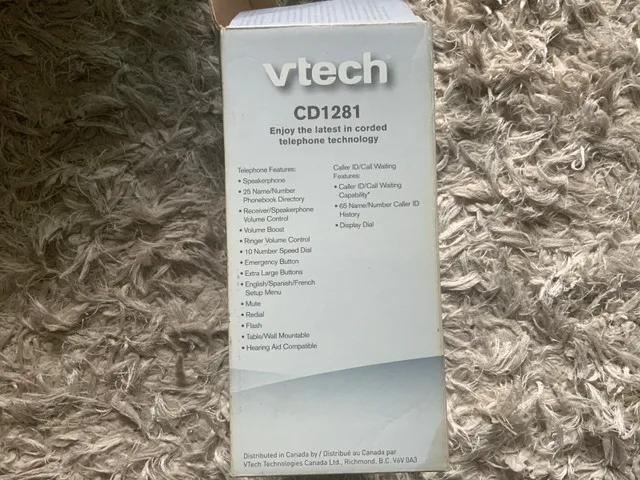 vtech
CD1281
Enjoy the latest in corded
telephone technology
Telephone Features:
• Speakerphone
• 25 Name/Number
Phonebook Directory
• Receiver/Speakerphone
Volume Control
• Volume Boost
• Ringer Volume Control
• 10 Number Speed Dial
• Emergency Button
• Extra Large Buttons
• English/Spanish/French
Setup Menu
• Mute
• Redial
• Flash
• Table/Wall Mountable
• Hearing Aid Compatible
Caller ID/Call Waiting
Features:
• Caller ID/Call Waiting
Capability*
• 65 Name/Number Caller ID
History
• Display Dial
Distributed in Canada by / Distribué au Canada par
VTech Technologies Canada Ltd., Richmond, B.C. V6V 0A3